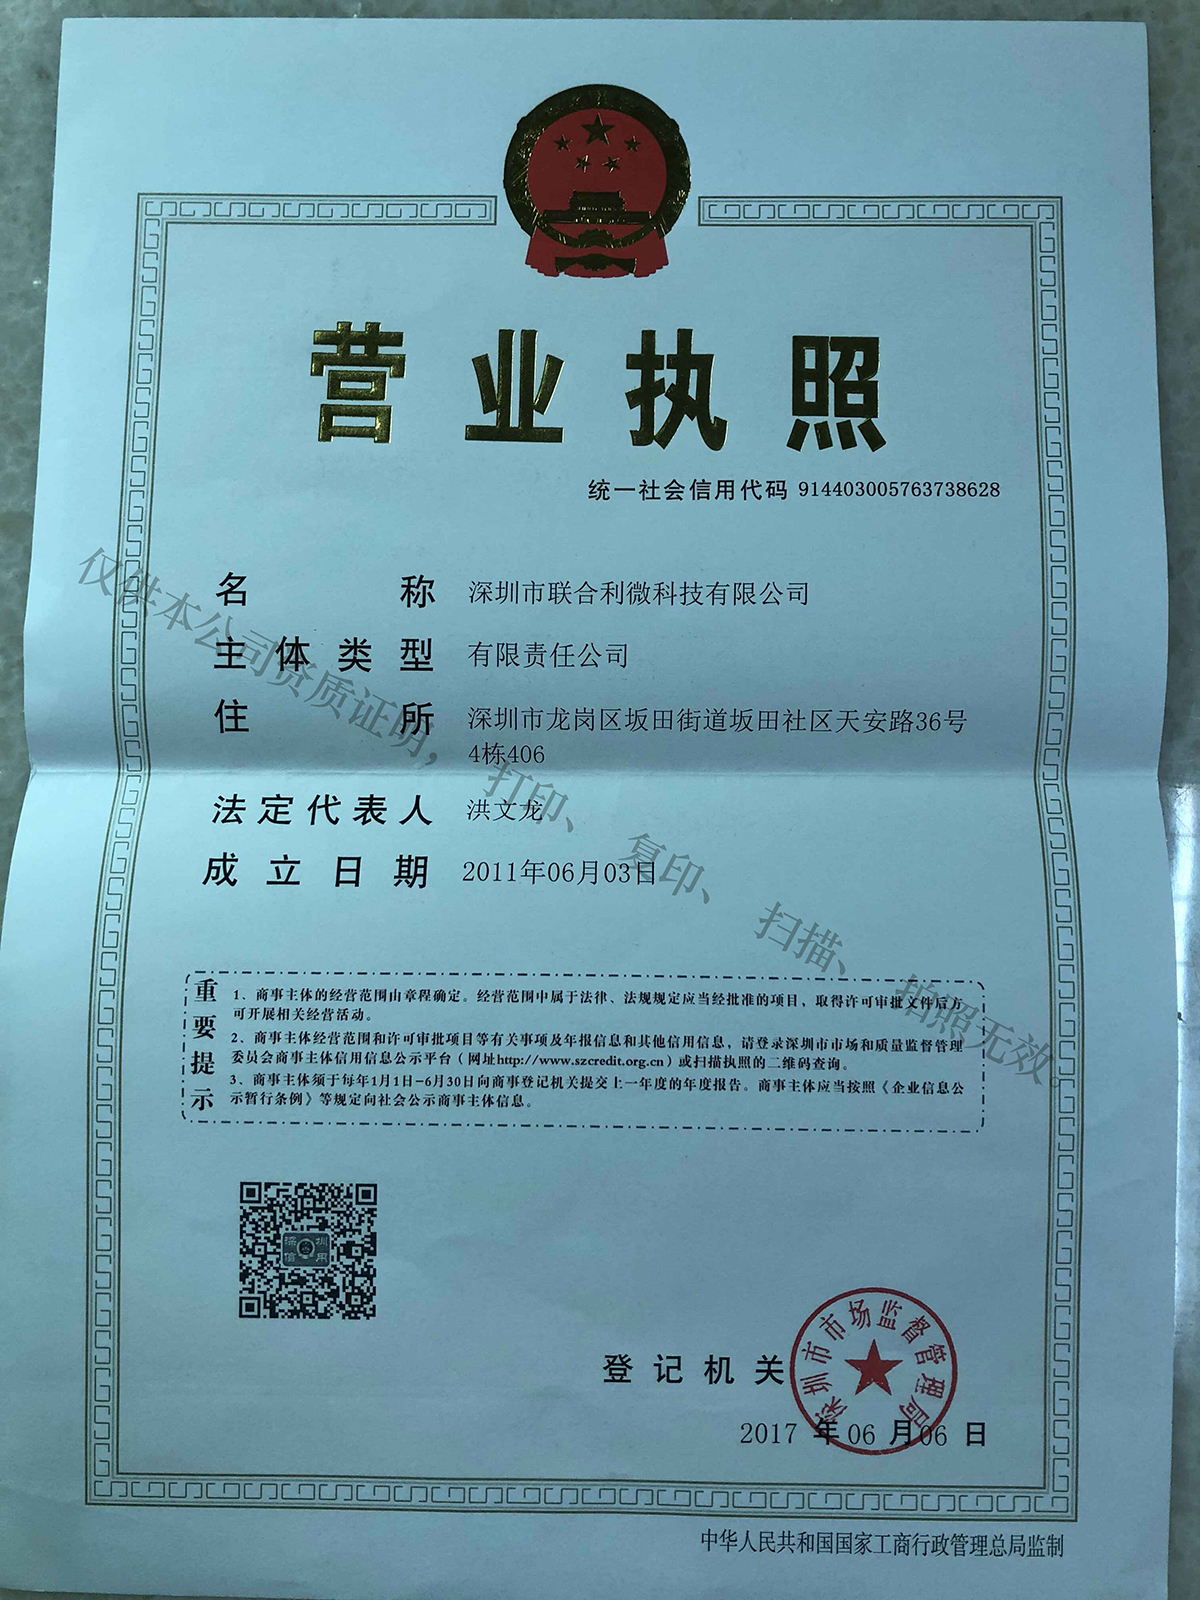 营业执照
统一社会信用代码 914403005763738628
名称 深圳市联合利微科技有限公司
主体类型 有限责任公司
住所 深圳市龙岗区坂田街道坂田社区天安路36号
4栋406
法定代表人 洪文龙
成立日期 2011年06月03日
仅供本公司资质证明，打印、复印、扫描、拍照无效。
重要提示
1、商事主体的经营范围由章程确定。经营范围中属于法律、法规规定应当经批准的项目，取得许可审批文件后方
可开展相关经营活动。
2、商事主体经营范围和许可审批项目等有关事项及年报信息和其他信用信息，请登录深圳市市场和质量监督管理
委员会商事主体信用信息公示平台（网址http://www.szcredit.org.cn）或扫描执照的二维码查询。
3、商事主体须于每年1月1日-6月30日向商事登记机关提交上一年度的年度报告。商事主体应当按照《企业信息公
示暂行条例》等规定向社会公示商事主体信息。
深圳
信用
登记机关
深圳市市场监督管理局
2017 年 06 月 06 日
中华人民共和国国家工商行政管理总局监制